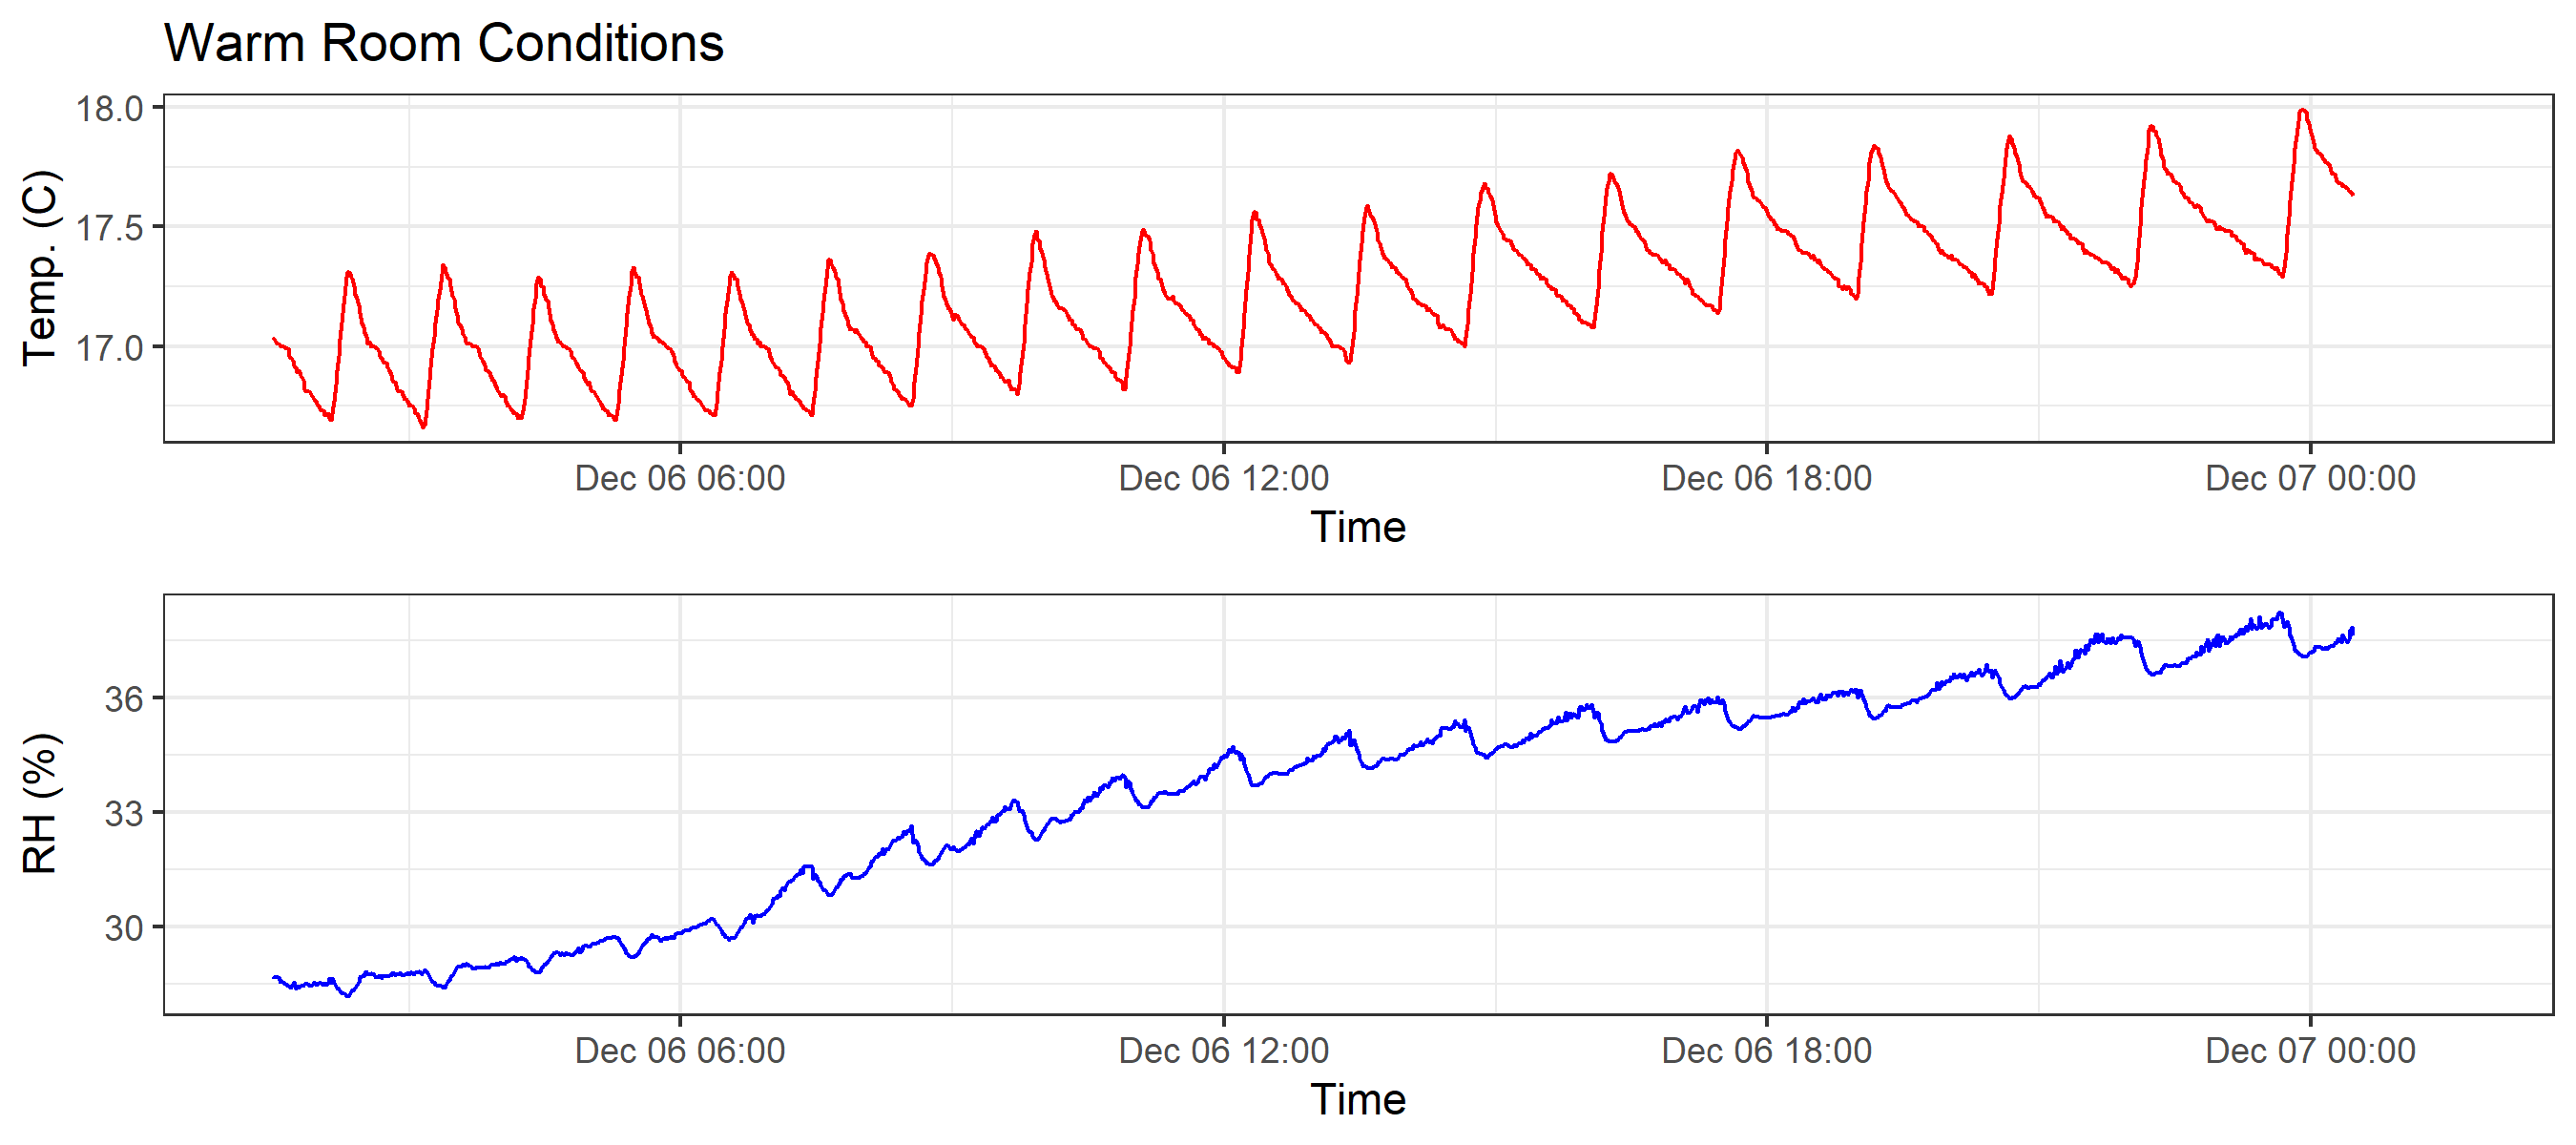 Warm Room Conditions
Temp. (C)
18.0
17.5
17.0
Dec 06 06:00 Dec 06 12:00 Dec 06 18:00 Dec 07 00:00
Time
RH (%)
36
33
30
Dec 06 06:00 Dec 06 12:00 Dec 06 18:00 Dec 07 00:00
Time